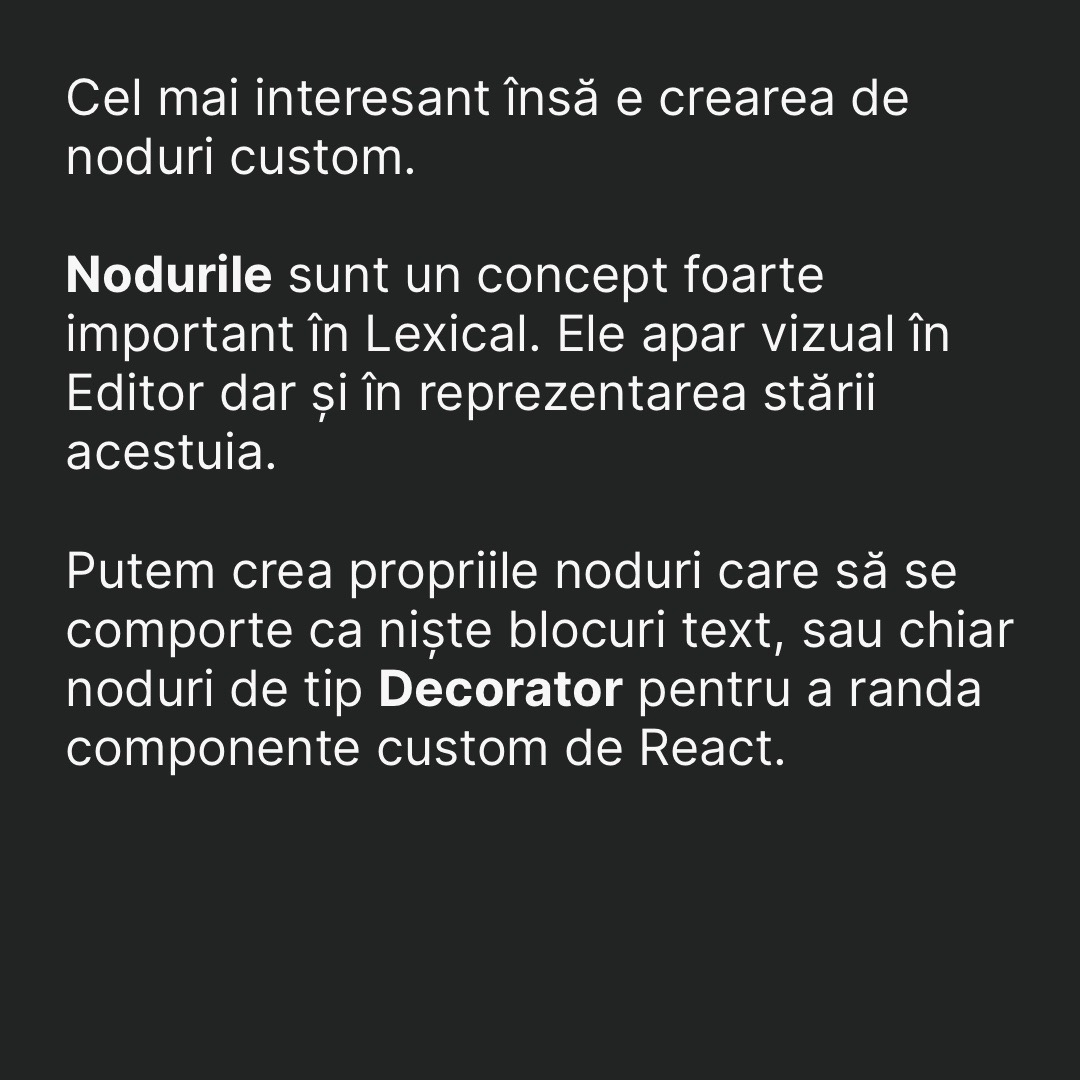 Cel mai interesant însă e crearea de
noduri custom.
Nodurile sunt un concept foarte
important în Lexical. Ele apar vizual în
Editor dar și în reprezentarea stării
acestuia.
Putem crea propriile noduri care să se
comporte ca niște blocuri text, sau chiar
noduri de tip Decorator pentru a randa
componente custom de React.